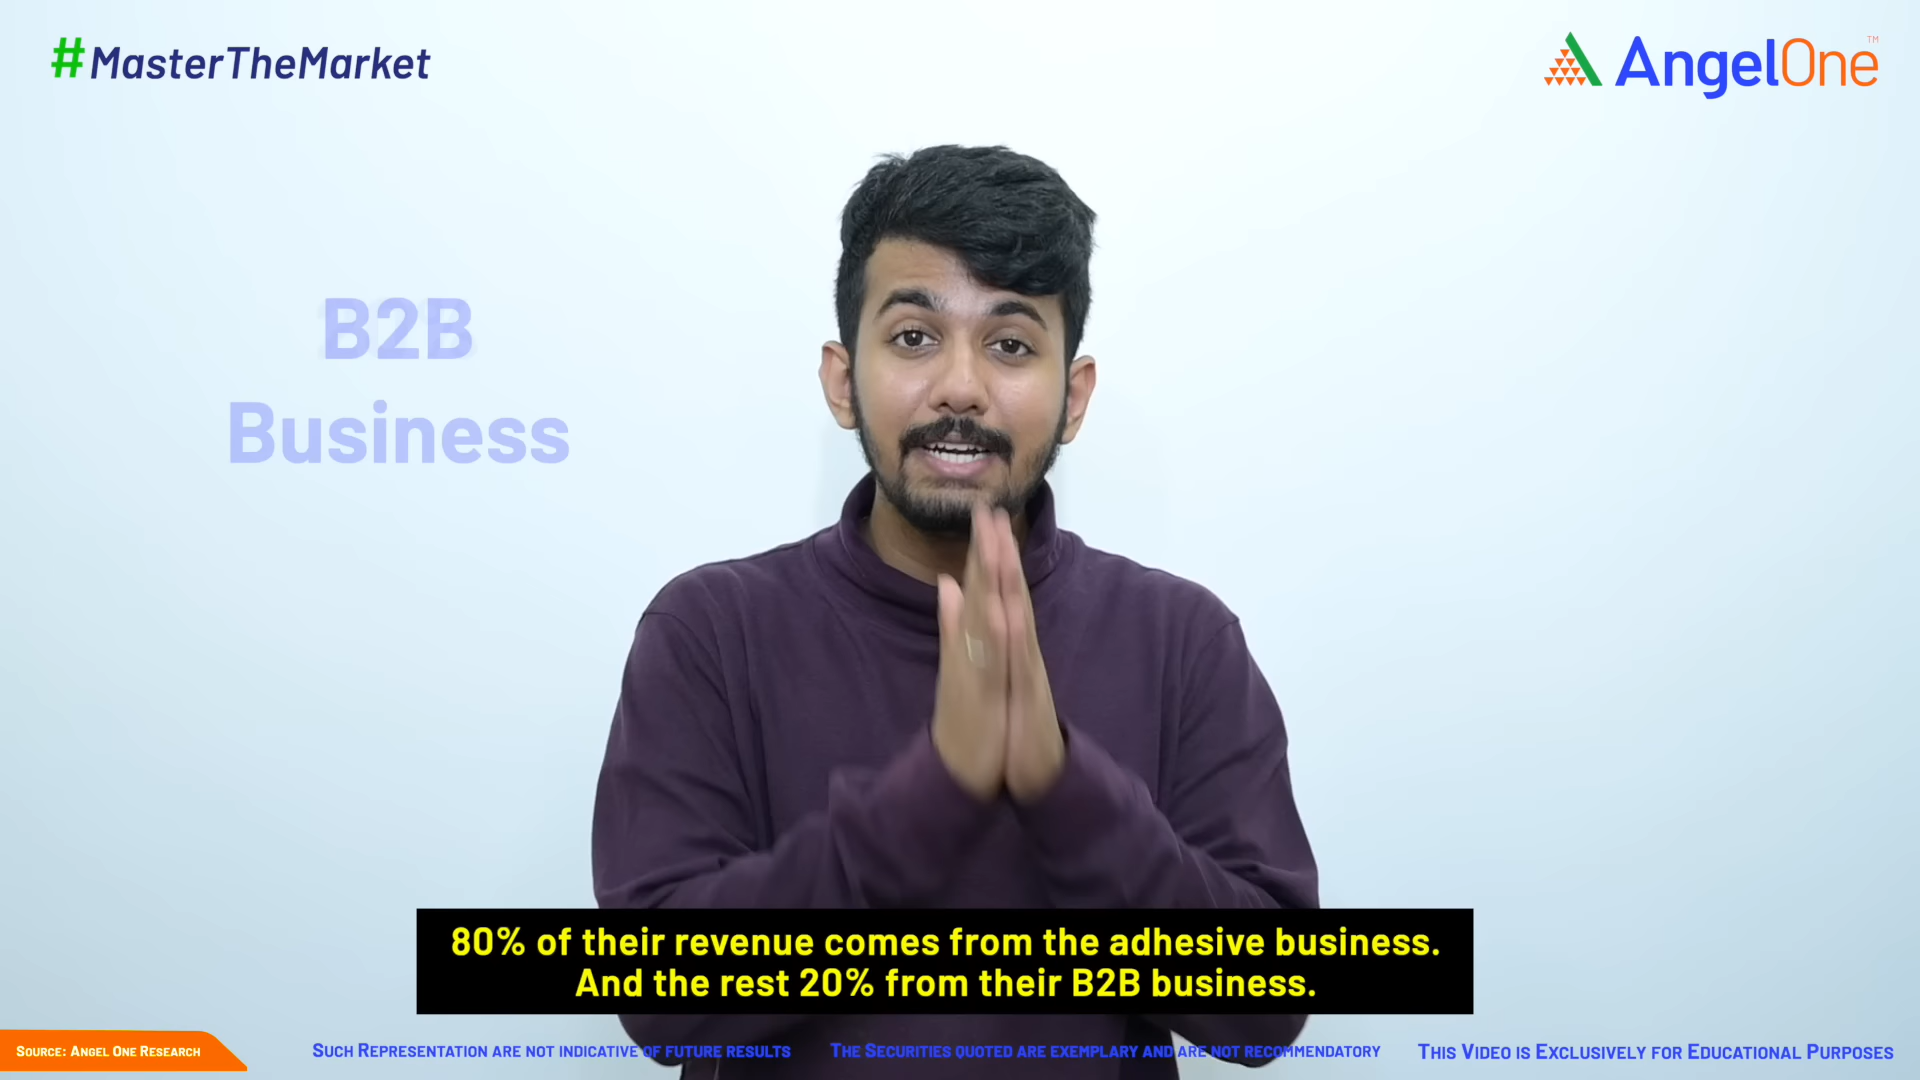 #MasterTheMarket
AngelOne™
B2B
Business
80% of their revenue comes from the adhesive business.
And the rest 20% from their B2B business.
Source: Angel One Research
Such Representation are not indicative of future results
The Securities quoted are exemplary and are not recommendatory
This Video is Exclusively for Educational Purposes